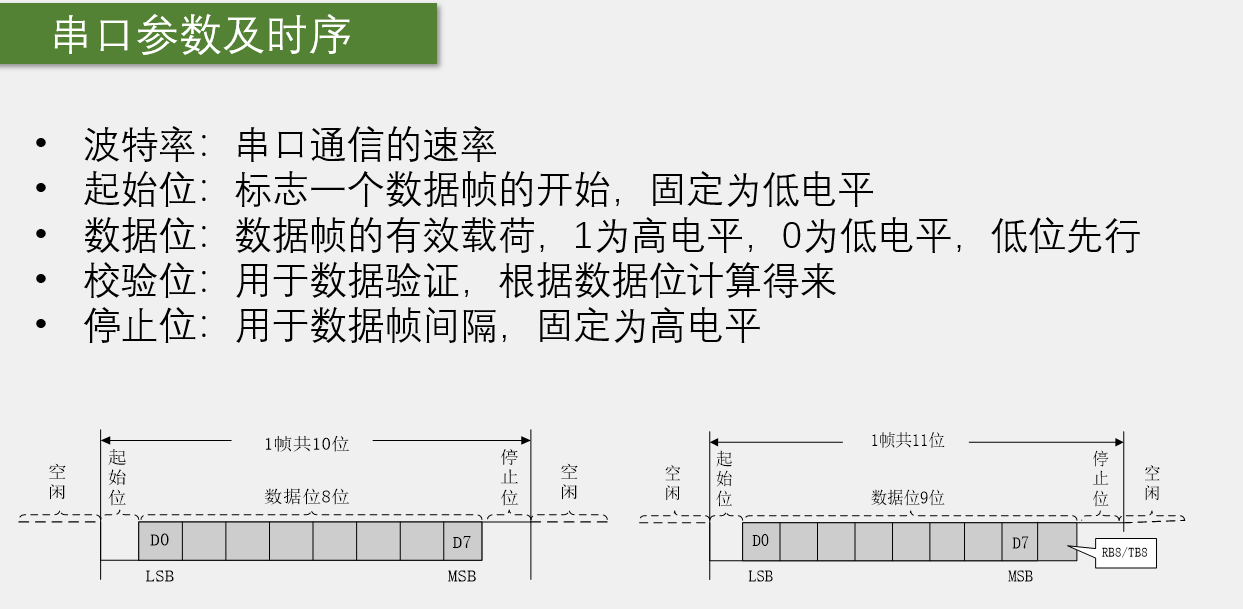 串口参数及时序
• 波特率：串口通信的速率
• 起始位：标志一个数据帧的开始，固定为低电平
• 数据位：数据帧的有效载荷，1为高电平，0为低电平，低位先行
• 校验位：用于数据验证，根据数据位计算得来
• 停止位：用于数据帧间隔，固定为高电平
1帧共10位
空闲
起始位
数据位8位
停止位
空闲
D0
D7
LSB
MSB
1帧共11位
空闲
起始位
数据位9位
停止位
空闲
D0
D7
RB8/TB8
LSB
MSB